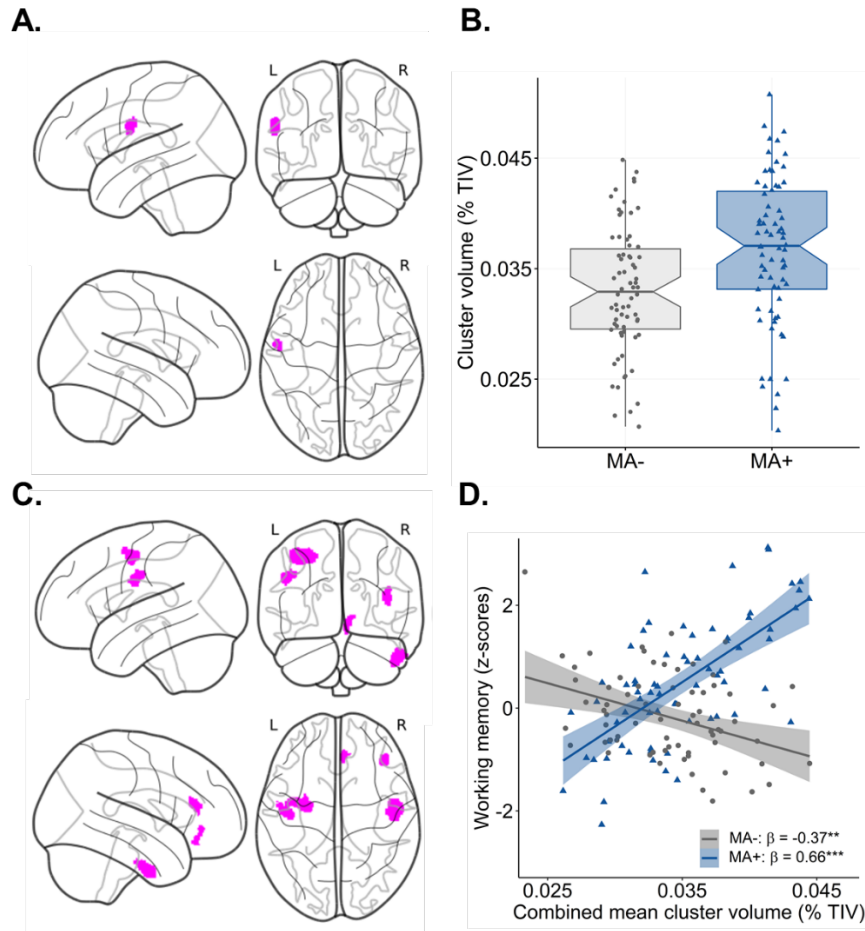 A.
L
R
L
R
B.
Cluster volume (% TIV)
0.045
0.035
0.025
MA-
MA+
C.
L
R
L
R
D.
Working memory (z-scores)
2
0
-2
MA-: β = -0.37**
MA+: β = 0.66***
0.025
0.035
0.045
Combined mean cluster volume (% TIV)